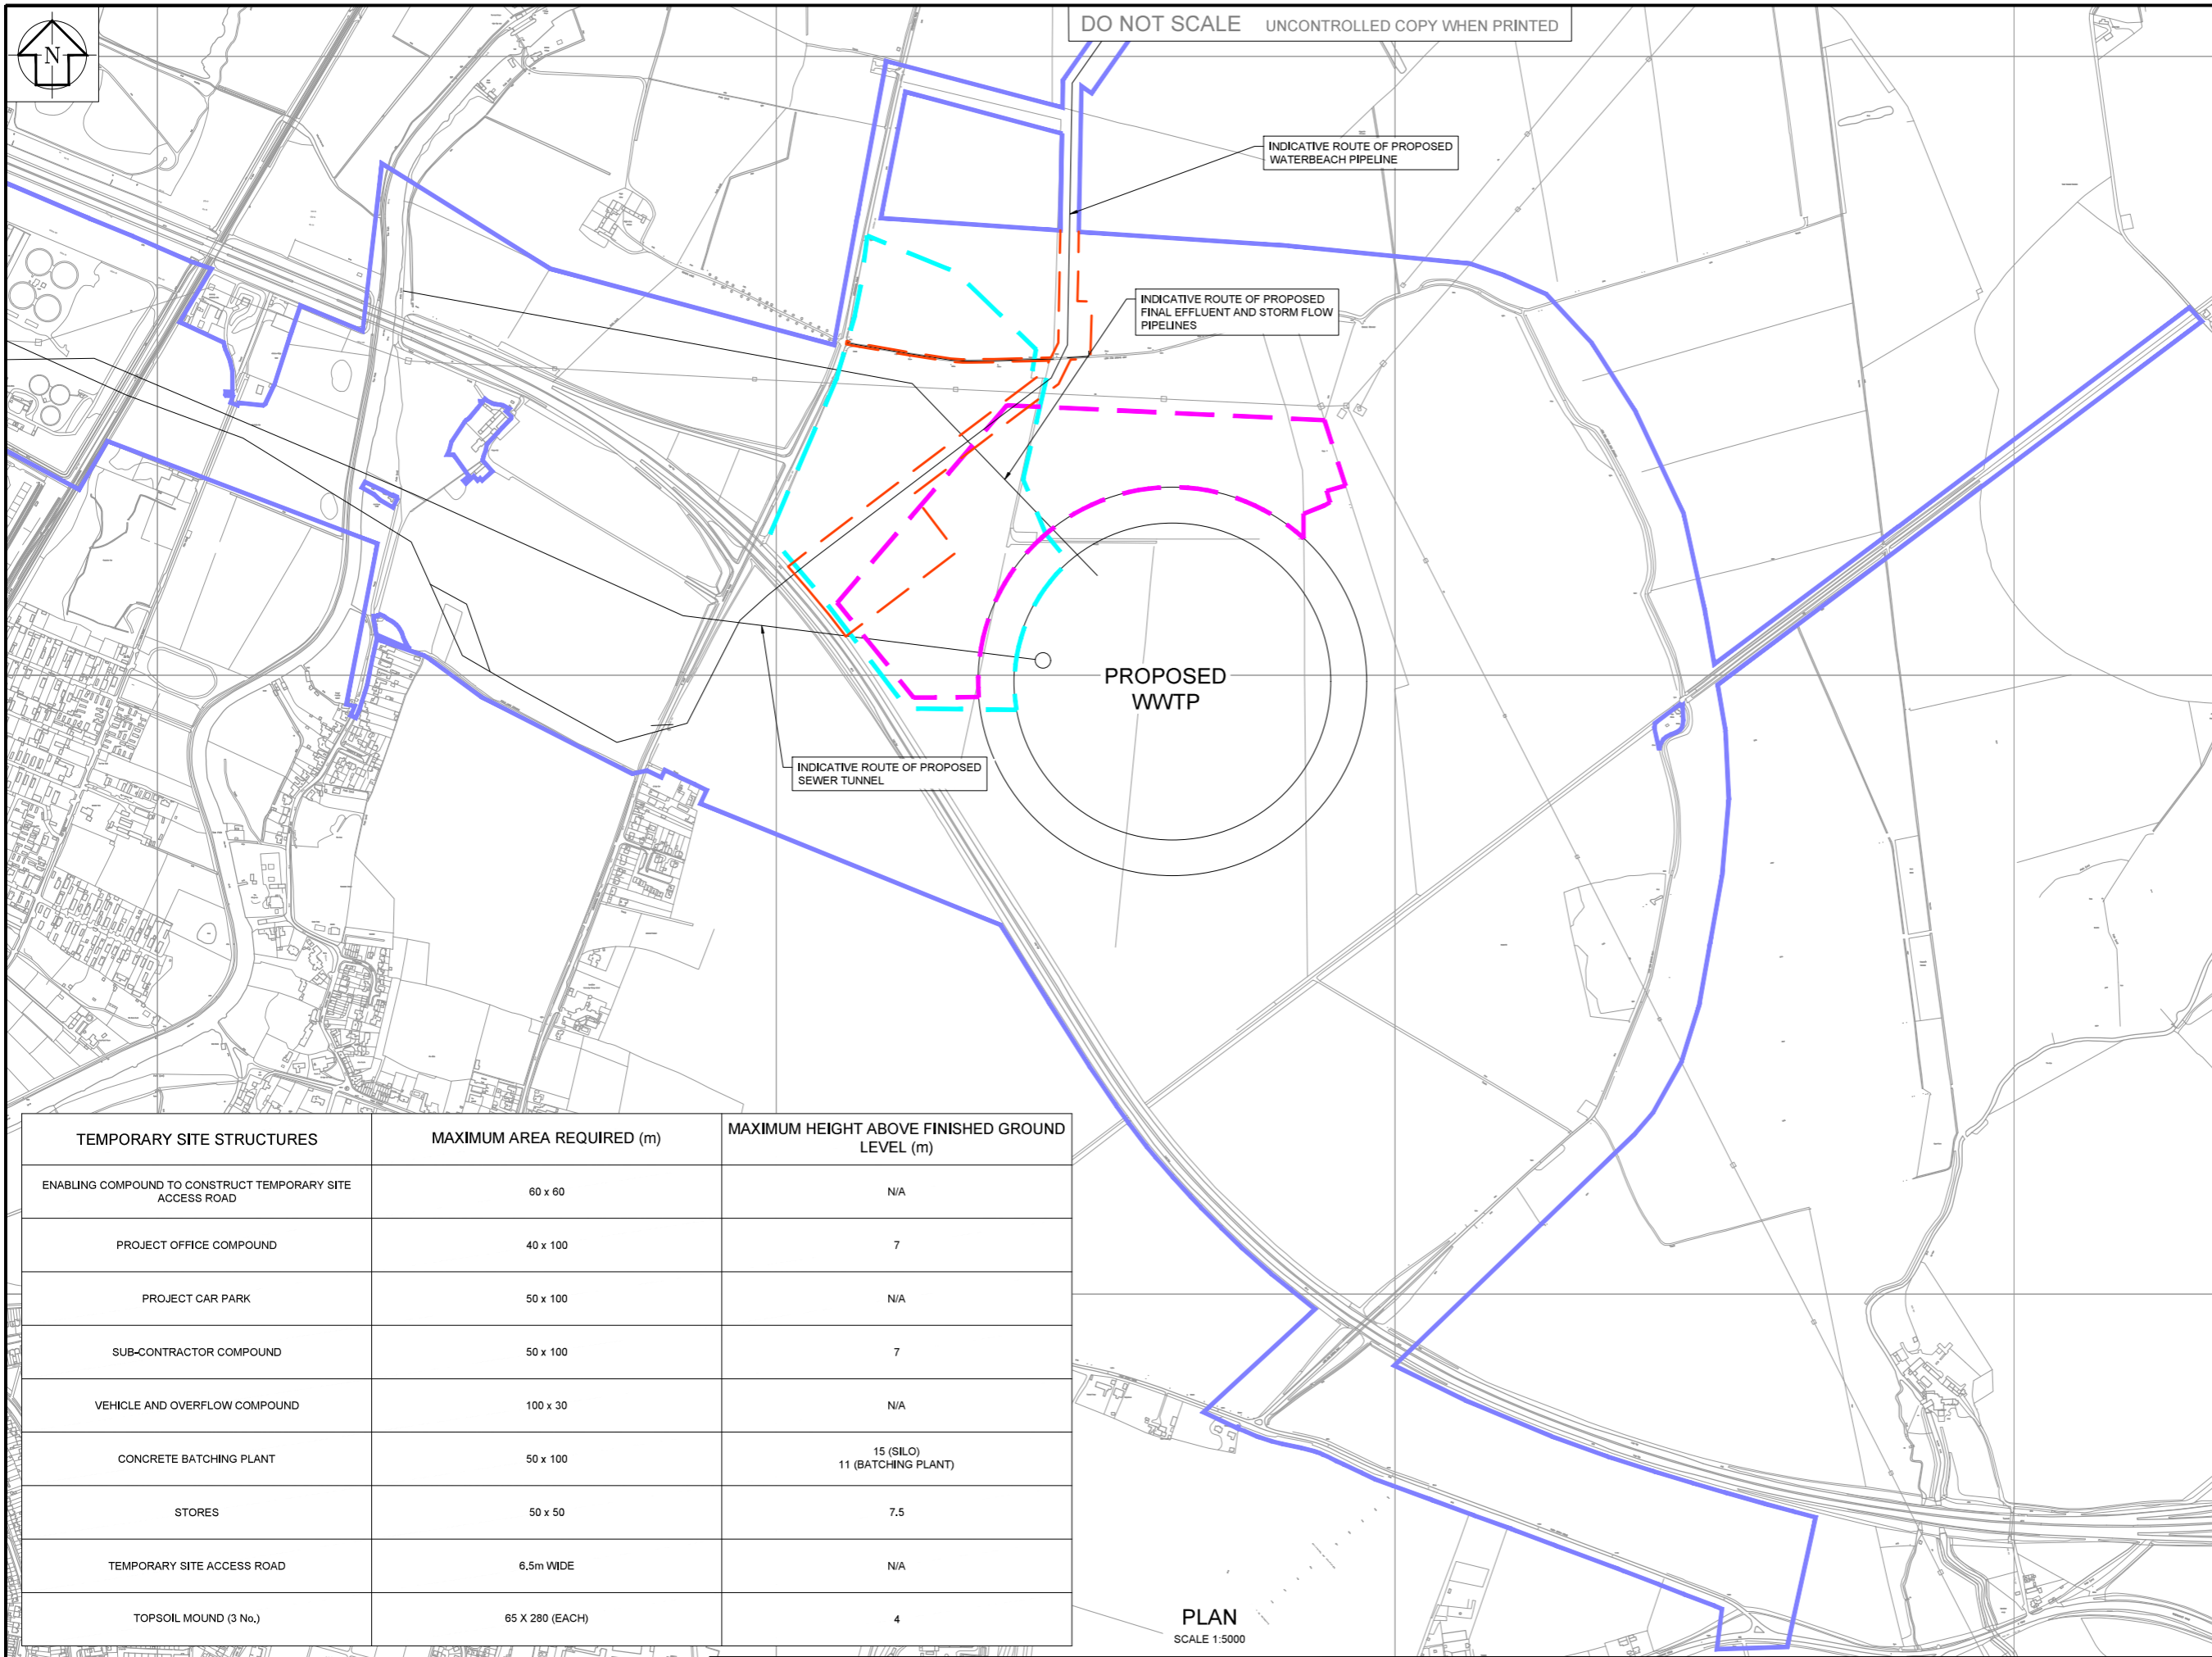 N
DO NOT SCALE UNCONTROLLED COPY WHEN PRINTED
INDICATIVE ROUTE OF PROPOSED
WATERBEACH PIPELINE
INDICATIVE ROUTE OF PROPOSED
FINAL EFFLUENT AND STORM FLOW
PIPELINES
PROPOSED
WWTP
INDICATIVE ROUTE OF PROPOSED
SEWER TUNNEL
TEMPORARY SITE STRUCTURES
MAXIMUM AREA REQUIRED (m)
MAXIMUM HEIGHT ABOVE FINISHED GROUND
LEVEL (m)
ENABLING COMPOUND TO CONSTRUCT TEMPORARY SITE
ACCESS ROAD
60 x 60
N/A
PROJECT OFFICE COMPOUND
40 x 100
7
PROJECT CAR PARK
50 x 100
N/A
SUB-CONTRACTOR COMPOUND
50 x 100
7
VEHICLE AND OVERFLOW COMPOUND
100 x 30
N/A
CONCRETE BATCHING PLANT
50 x 100
15 (SILO)
11 (BATCHING PLANT)
STORES
50 x 50
7.5
TEMPORARY SITE ACCESS ROAD
6.5m WIDE
N/A
TOPSOIL MOUND (3 No.)
65 X 280 (EACH)
4
PLAN
SCALE 1:5000